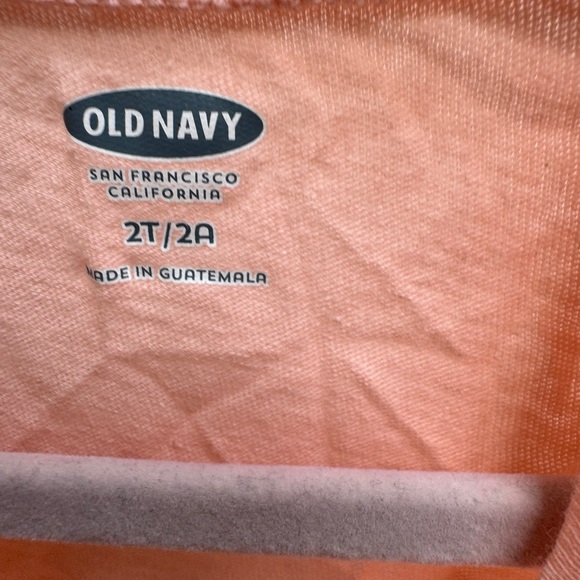 OLD NAVY
SAN FRANCISCO
CALIFORNIA
2T/2A
MADE IN GUATEMALA